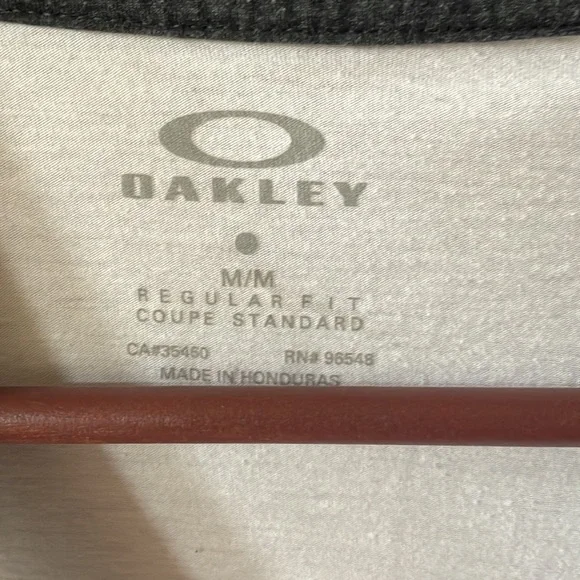 OAKLEY
M/M
REGULAR FIT
COUPE STANDARD
CA#35460 RN# 96548
MADE IN HONDURAS